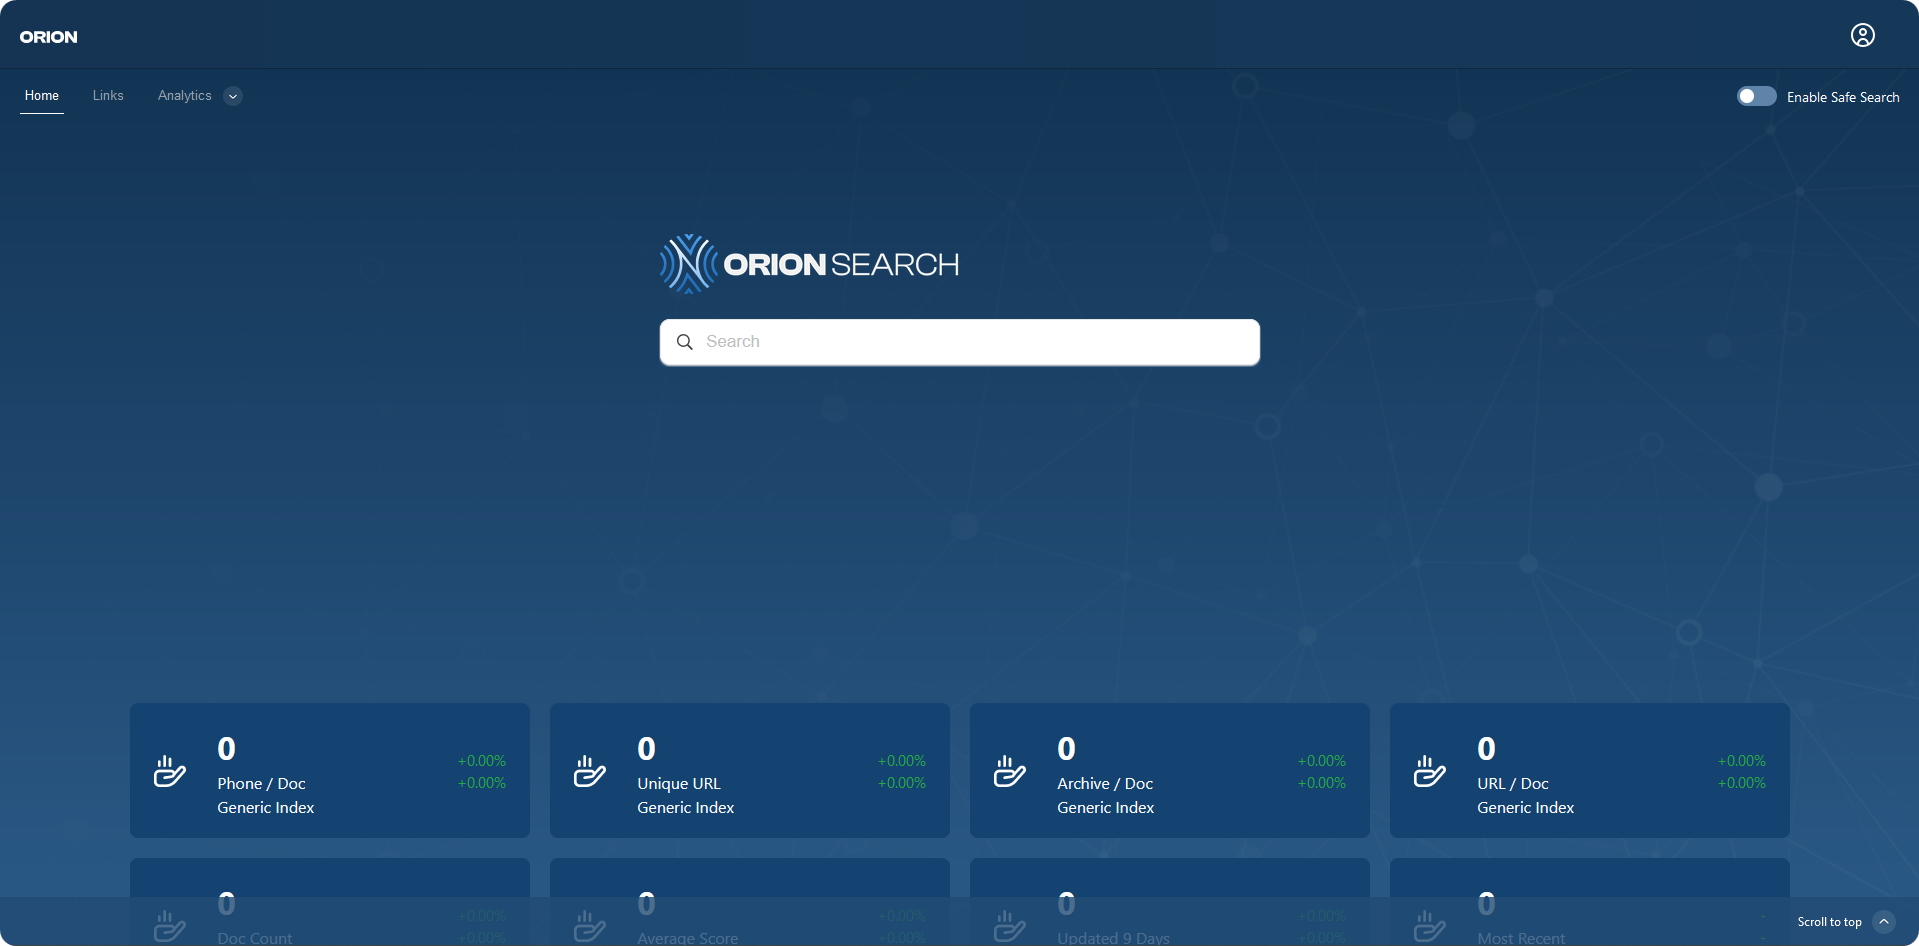 ORION
Home
Links
Analytics
Enable Safe Search
ORION SEARCH
Search
0
Phone / Doc
Generic Index
+0.00%
+0.00%
0
Unique URL
Generic Index
+0.00%
+0.00%
0
Archive / Doc
Generic Index
+0.00%
+0.00%
0
URL / Doc
Generic Index
+0.00%
+0.00%
0
Doc Count
+0.00%
+0.00%
0
Average Score
+0.00%
+0.00%
0
Updated 9 Days
+0.00%
+0.00%
0
Most Recent
-
-
Scroll to top